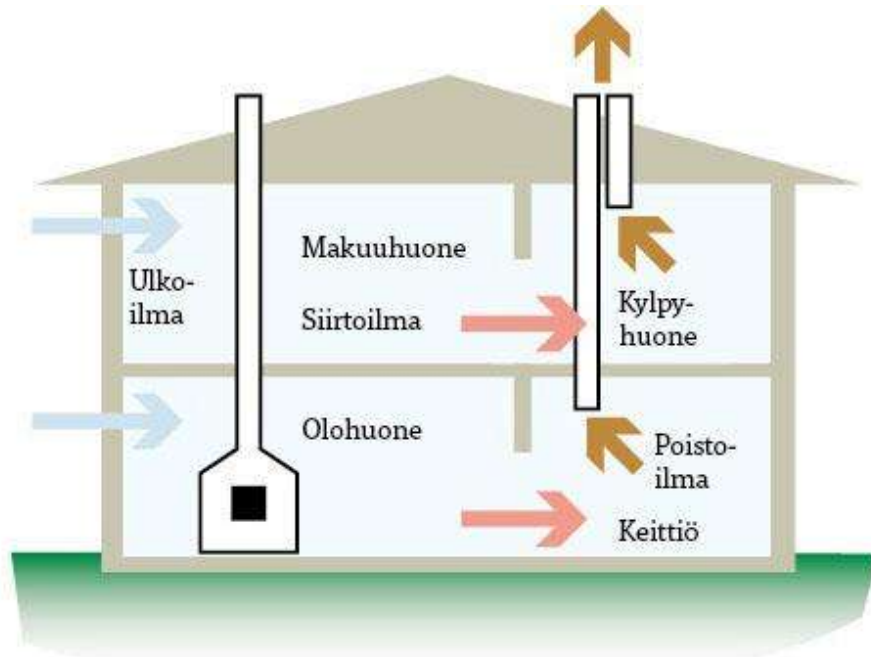 Ulko-
ilma
Makuuhuone
Siirtoilma
Kylpy-
huone
Olohuone
Poisto-
ilma
Keittiö